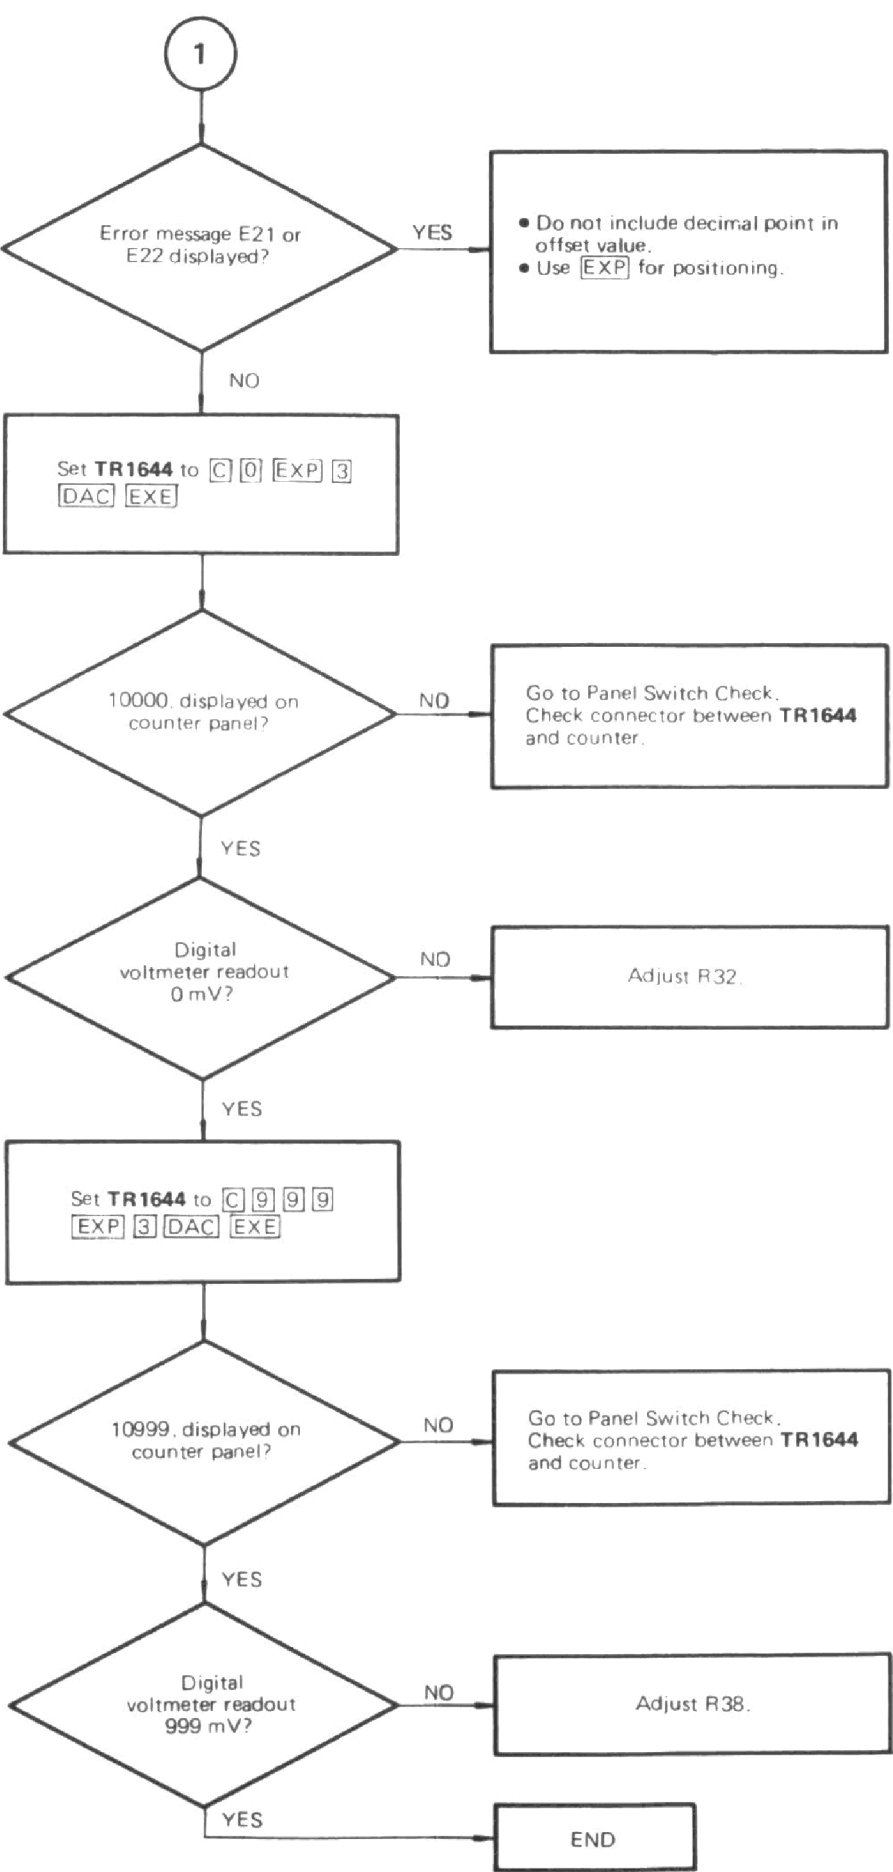 1
Error message E21 or
E22 displayed?
YES
• Do not include decimal point in
offset value.
• Use EXP for positioning.
NO
Set TR1644 to C 0 EXP 3
DAC EXE
10000. displayed on
counter panel?
NO
Go to Panel Switch Check.
Check connector between TR1644
and counter.
YES
Digital
voltmeter readout
0 mV?
NO
Adjust R32.
YES
Set TR1644 to C 9 9 9
EXP 3 DAC EXE
10999. displayed on
counter panel?
NO
Go to Panel Switch Check.
Check connector between TR1644
and counter.
YES
Digital
voltmeter readout
999 mV?
NO
Adjust R38.
YES
END